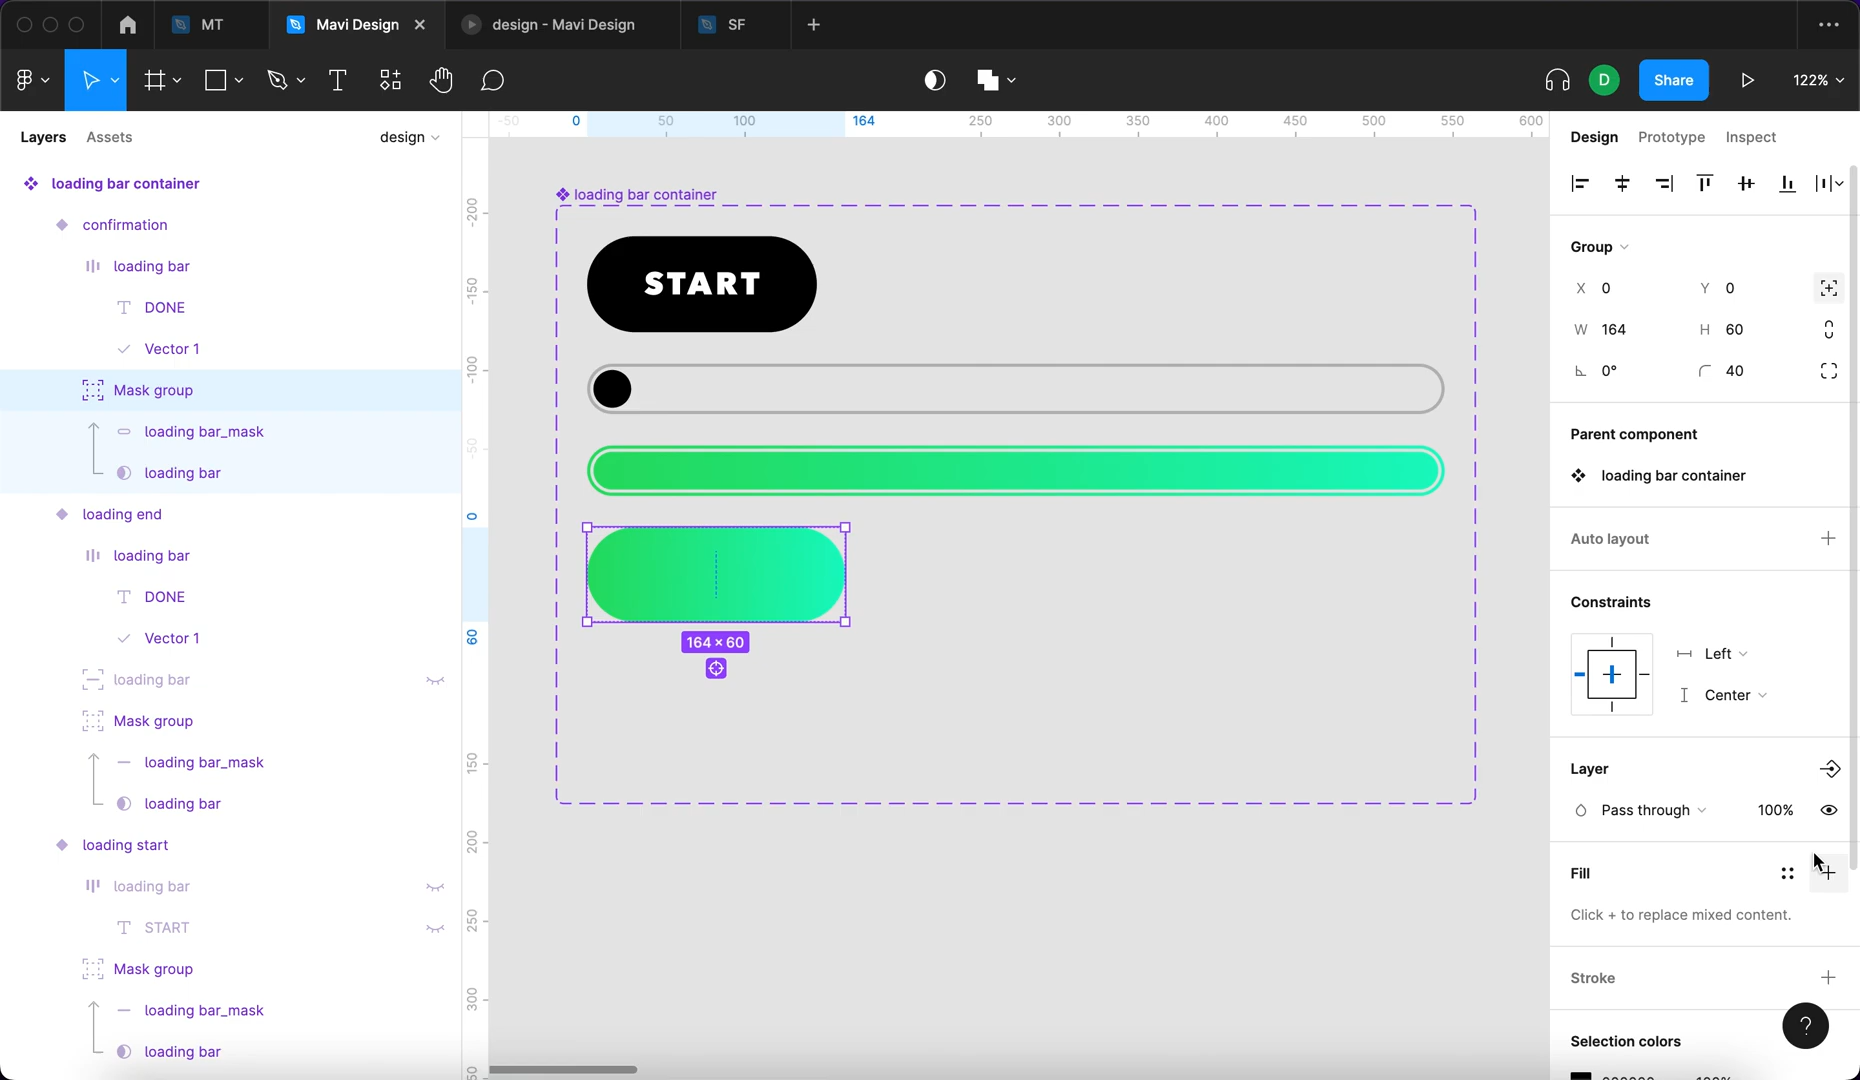 MT
Mavi Design
design - Mavi Design
SF
D
Share
122%
Layers
Assets
design
loading bar container
confirmation
loading bar
DONE
Vector 1
Mask group
loading bar_mask
loading bar
loading end
loading bar
DONE
Vector 1
loading bar
Mask group
loading bar_mask
loading bar
loading start
loading bar
START
Mask group
loading bar_mask
loading bar
-50 0 50 100 164 250 300 350 400 450 500 550 600
-200
-150
-100
-50
0
60
150
200
250
300
loading bar container
START
164 × 60
Design
Prototype
Inspect
Group
X 0 Y 0
W 164 H 60
0° 40
Parent component
loading bar container
Auto layout
Constraints
Left
Center
Layer
Pass through 100%
Fill
Click + to replace mixed content.
Stroke
?
Selection colors